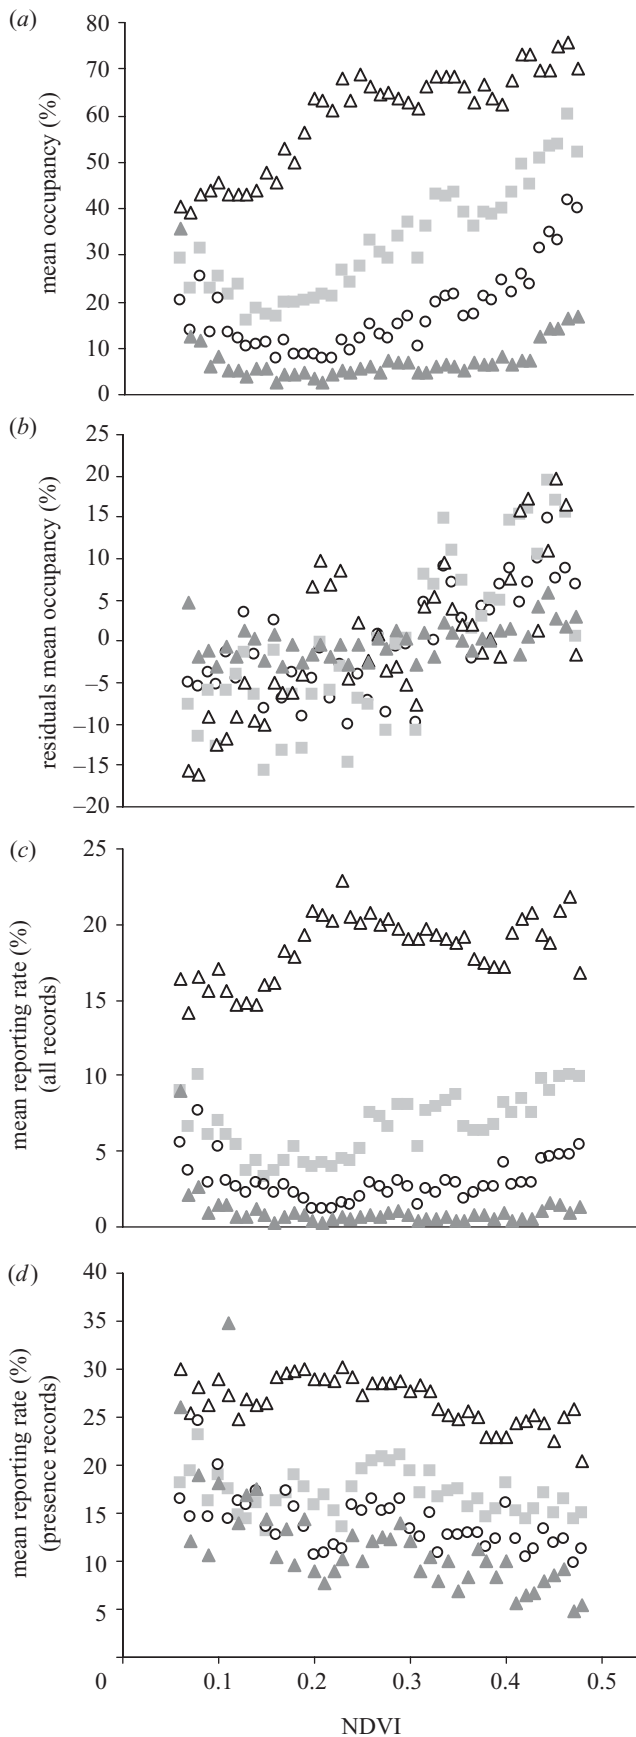 (a)
80
70
60
50
40
30
20
10
0
mean occupancy (%)
(b)
25
20
15
10
5
0
–5
–10
–15
–20
residuals mean occupancy (%)
(c)
25
20
15
10
5
0
mean reporting rate (%)
(all records)
(d)
40
35
30
25
20
15
10
5
mean reporting rate (%)
(presence records)
0 0.1 0.2 0.3 0.4 0.5
NDVI